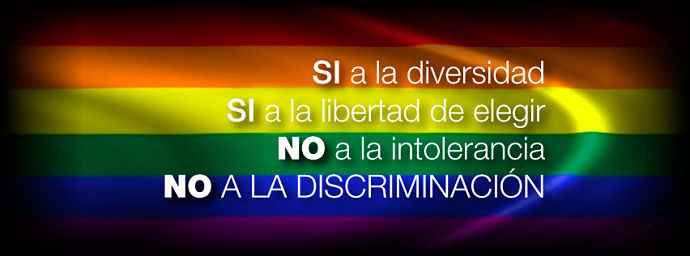 SI a la diversidad
SI a la libertad de elegir
NO a la intolerancia
NO A LA DISCRIMINACIÓN